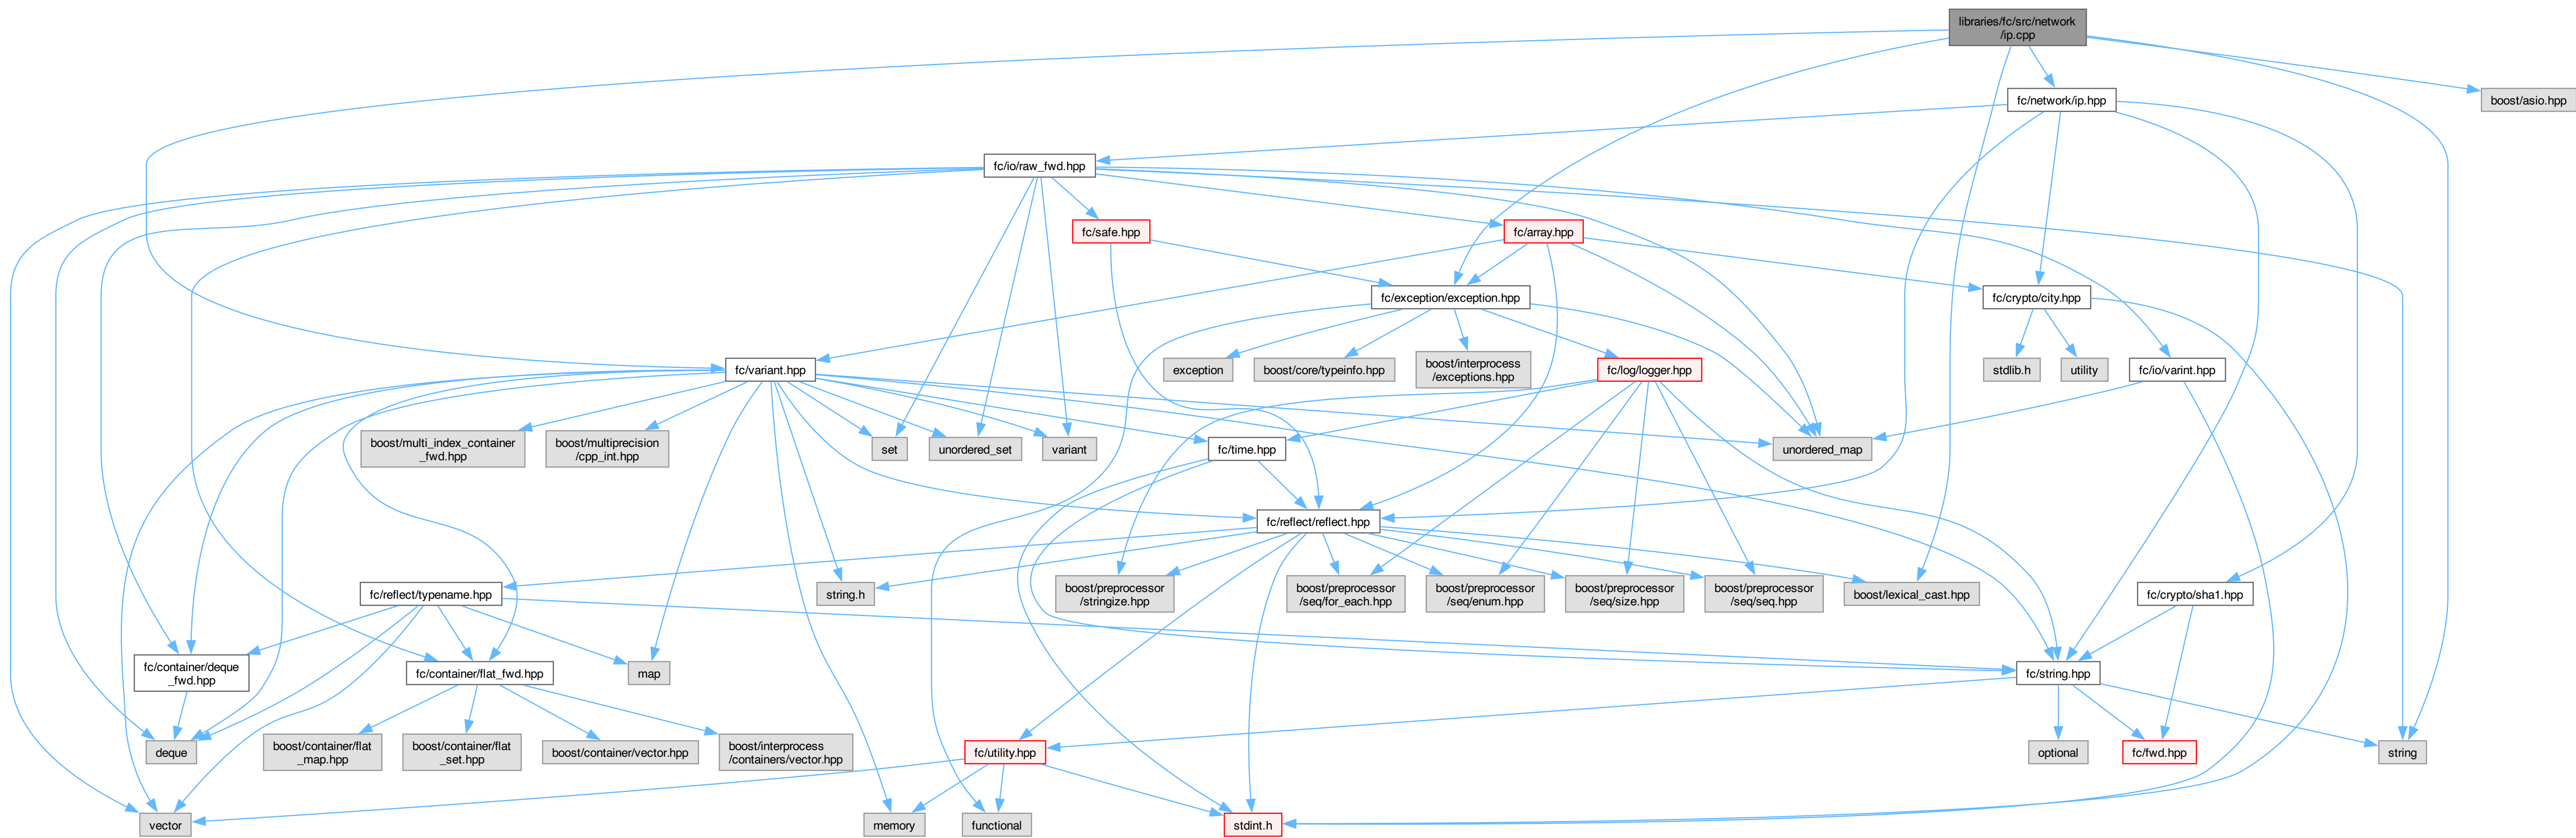 libraries/fc/src/network
/ip.cpp
fc/network/ip.hpp
boost/asio.hpp
fc/io/raw_fwd.hpp
fc/safe.hpp
fc/array.hpp
fc/exception/exception.hpp
fc/crypto/city.hpp
fc/variant.hpp
exception
boost/core/typeinfo.hpp
boost/interprocess
/exceptions.hpp
fc/log/logger.hpp
stdlib.h
utility
fc/io/varint.hpp
boost/multi_index_container
_fwd.hpp
boost/multiprecision
/cpp_int.hpp
set
unordered_set
variant
fc/time.hpp
unordered_map
fc/reflect/reflect.hpp
fc/reflect/typename.hpp
string.h
boost/preprocessor
/stringize.hpp
boost/preprocessor
/seq/for_each.hpp
boost/preprocessor
/seq/enum.hpp
boost/preprocessor
/seq/size.hpp
boost/preprocessor
/seq/seq.hpp
boost/lexical_cast.hpp
fc/crypto/sha1.hpp
fc/container/deque
_fwd.hpp
fc/container/flat_fwd.hpp
map
fc/string.hpp
deque
boost/container/flat
_map.hpp
boost/container/flat
_set.hpp
boost/container/vector.hpp
boost/interprocess
/containers/vector.hpp
fc/utility.hpp
optional
fc/fwd.hpp
string
vector
memory
functional
stdint.h